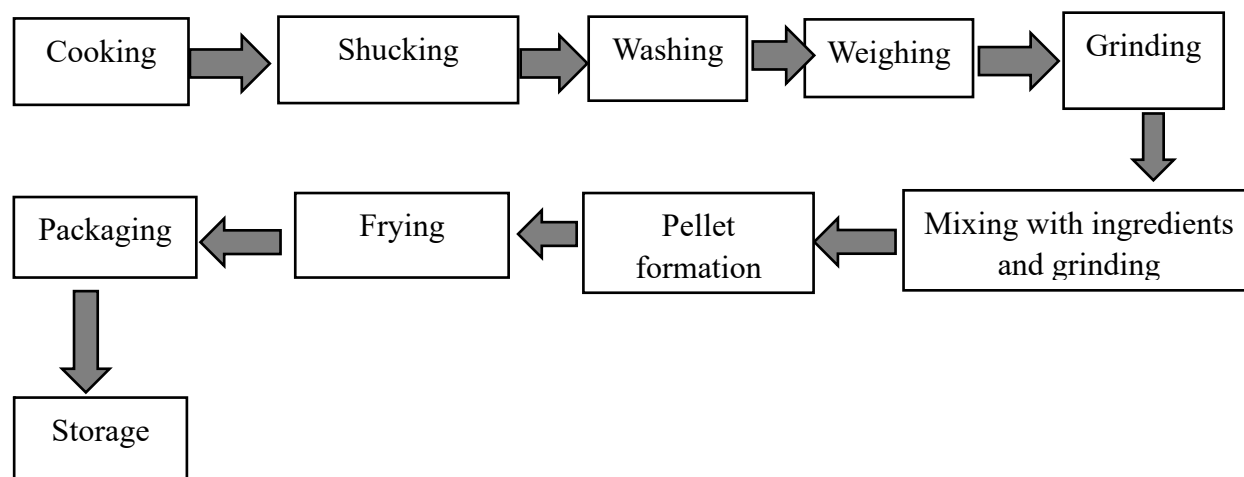 Cooking
Shucking
Washing
Weighing
Grinding
Mixing with ingredients
and grinding
Pellet
formation
Frying
Packaging
Storage